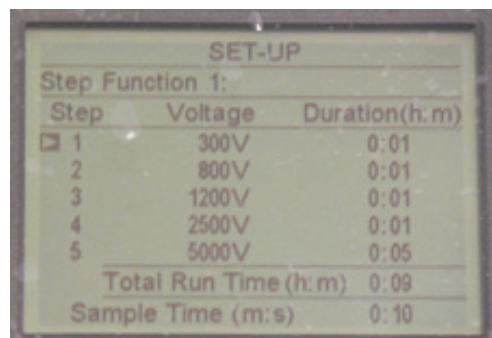 SET-UP
Step Function 1:
Step Voltage Duration(h:m)
1 300V 0:01
2 800V 0:01
3 1200V 0:01
4 2500V 0:01
5 5000V 0:05
Total Run Time (h:m) 0:09
Sample Time (m:s) 0:10